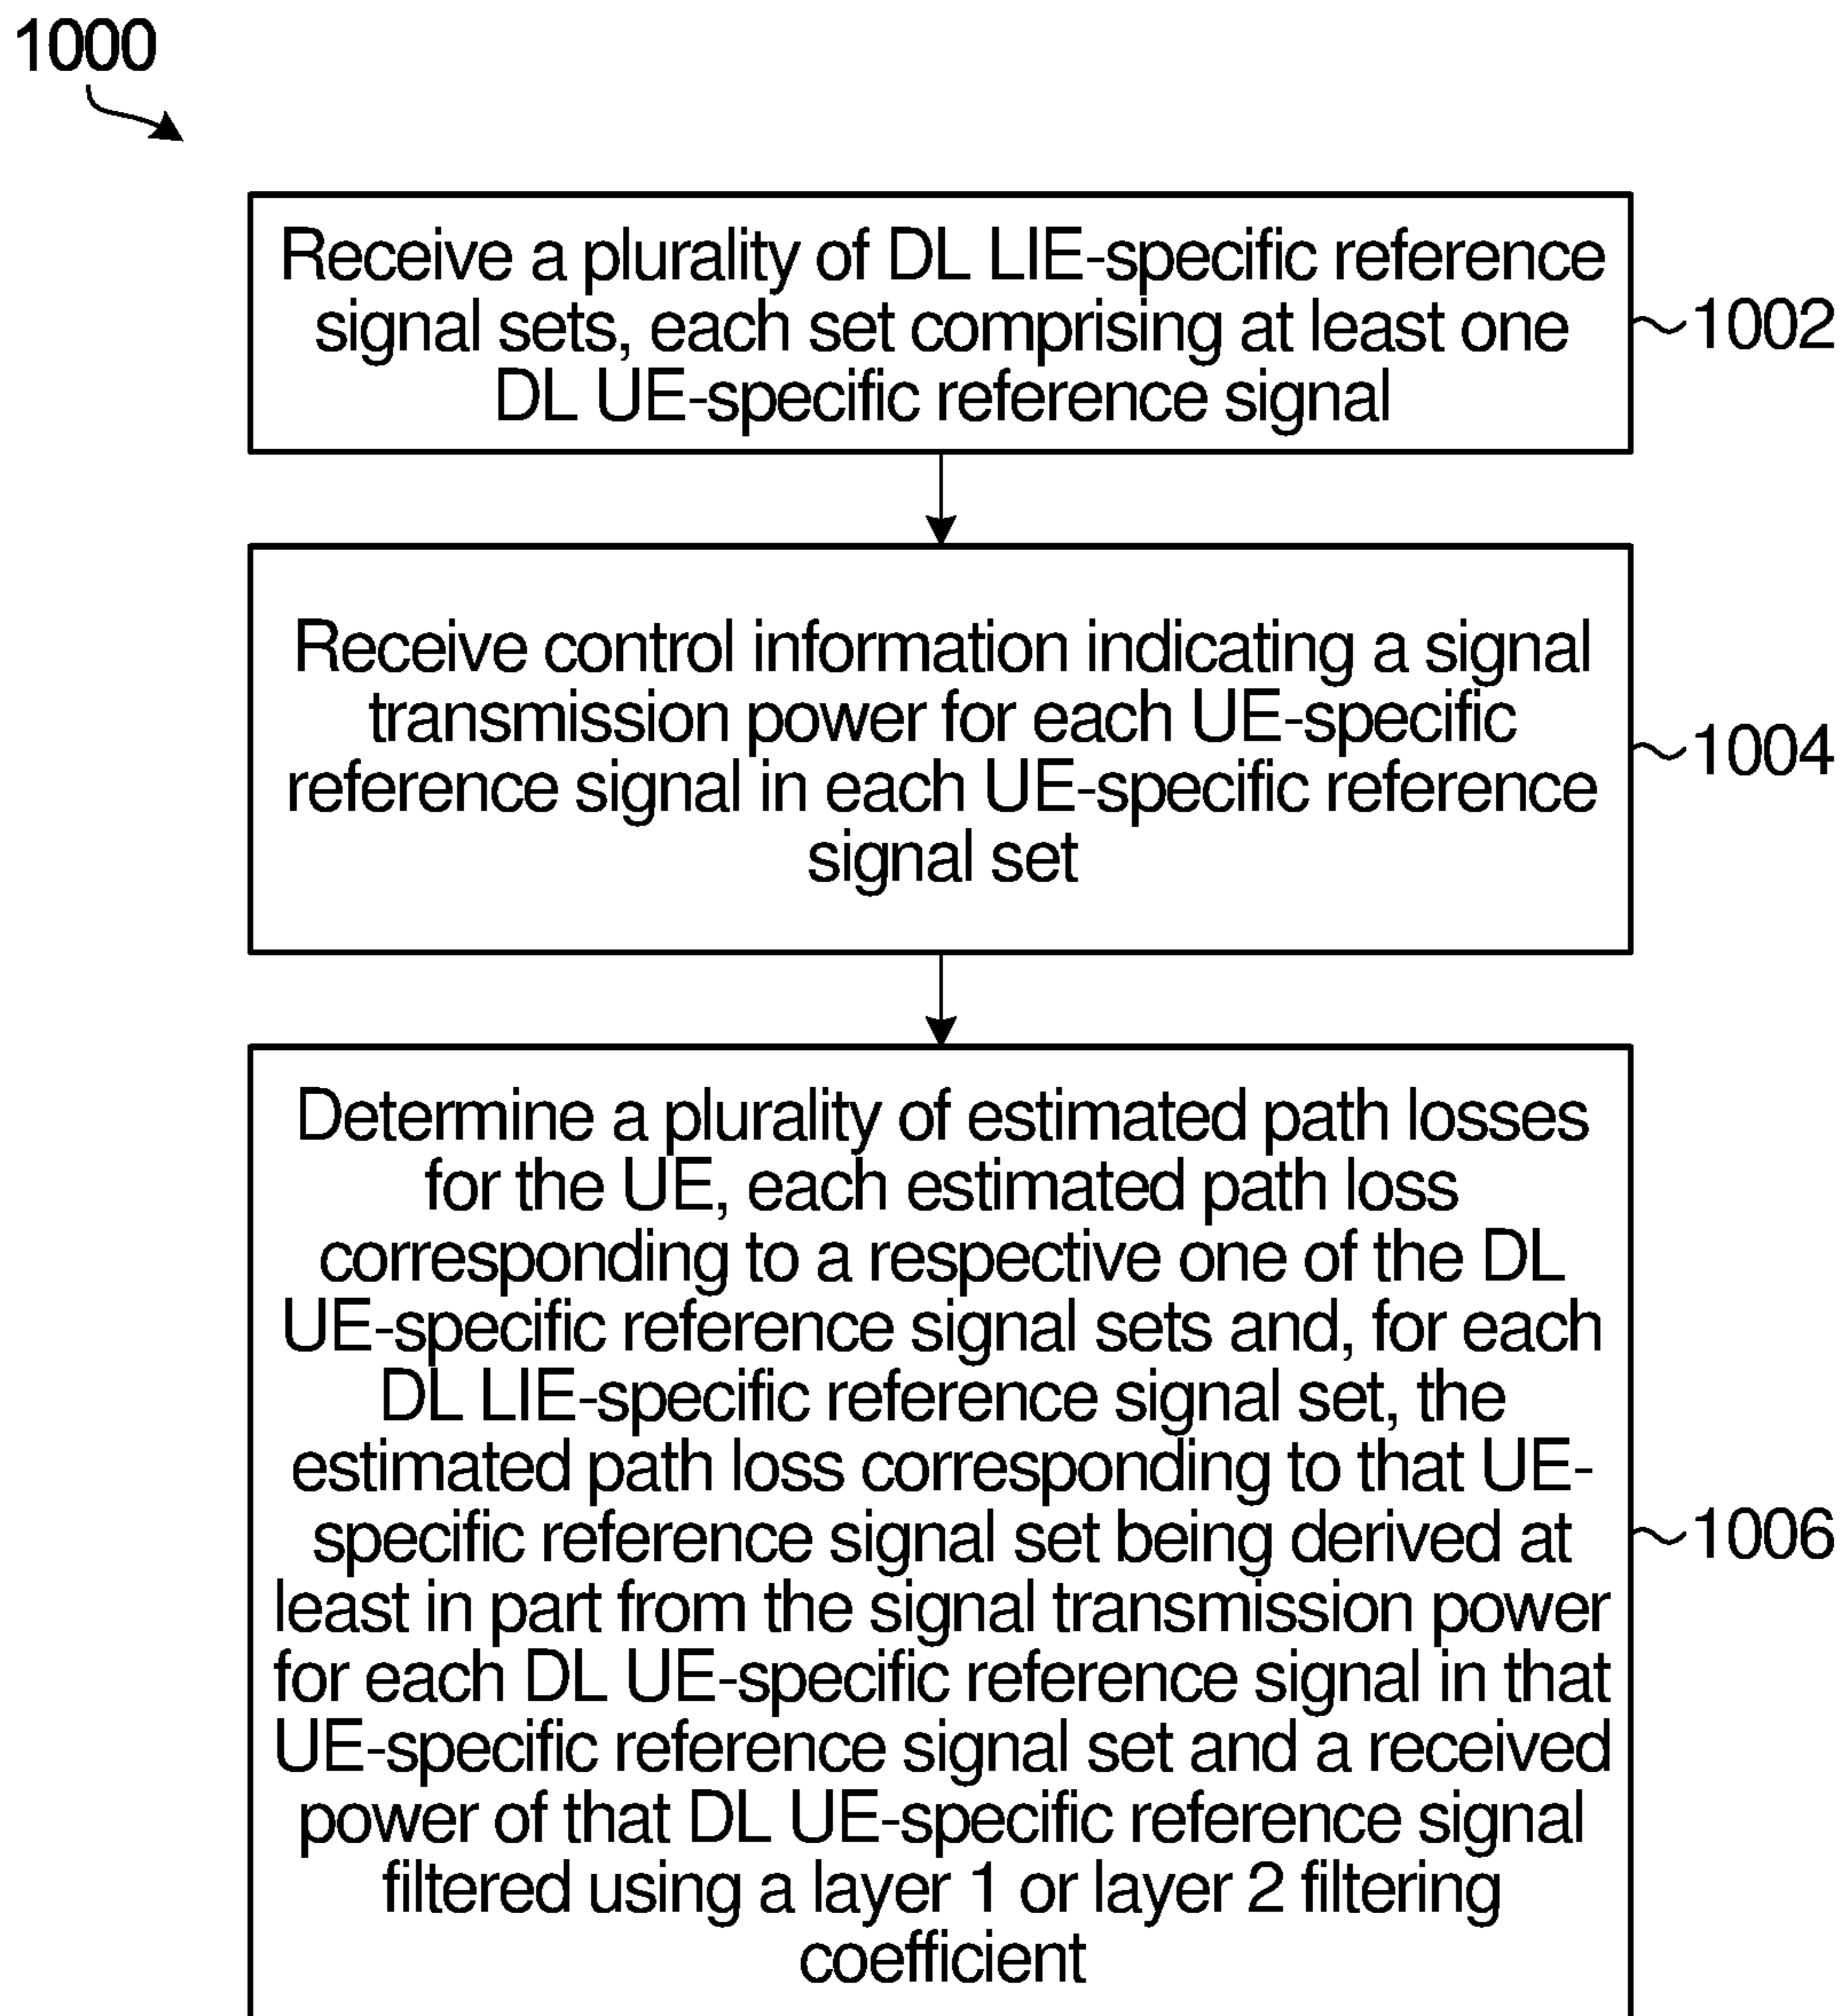 1000
Receive a plurality of DL LIE-specific reference
signal sets, each set comprising at least one
DL UE-specific reference signal
1002
Receive control information indicating a signal
transmission power for each UE-specific
reference signal in each UE-specific reference
signal set
1004
Determine a plurality of estimated path losses
for the UE, each estimated path loss
corresponding to a respective one of the DL
UE-specific reference signal sets and, for each
DL LIE-specific reference signal set, the
estimated path loss corresponding to that UE-
specific reference signal set being derived at
least in part from the signal transmission power
for each DL UE-specific reference signal in that
UE-specific reference signal set and a received
power of that DL UE-specific reference signal
filtered using a layer 1 or layer 2 filtering
coefficient
1006